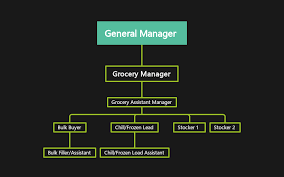 General Manager
Grocery Manager
Grocery Assistant Manager
Bulk Buyer
Chill/Frozen Lead
Stocker 1
Stocker 2
Bulk Filler/Assistant
Chill/Frozen Lead Assistant